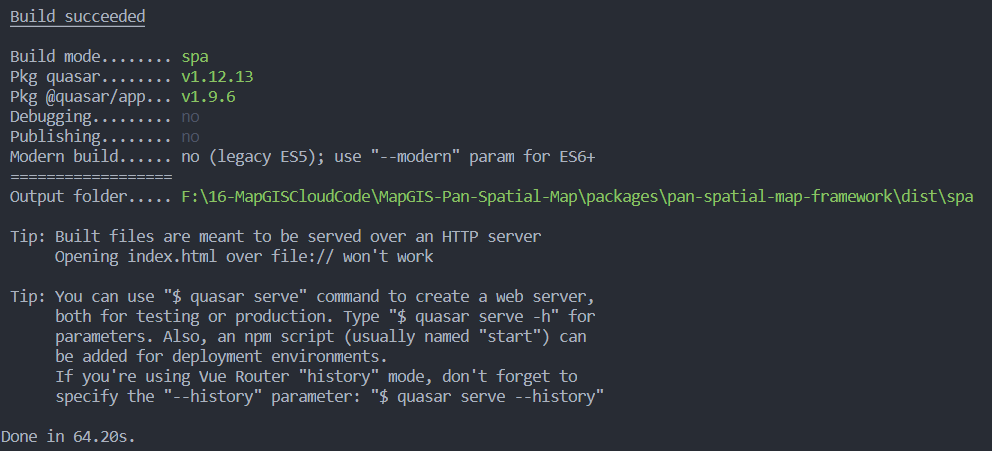 Build succeeded
Build mode........ spa
Pkg quasar........ v1.12.13
Pkg @quasar/app... v1.9.6
Debugging......... no
Publishing........ no
Modern build...... no (legacy ES5); use "--modern" param for ES6+
==================
Output folder..... F:\16-MapGISCloudCode\MapGIS-Pan-Spatial-Map\packages\pan-spatial-map-framework\dist\spa
Tip: Built files are meant to be served over an HTTP server
Opening index.html over file:// won't work
Tip: You can use "$ quasar serve" command to create a web server,
both for testing or production. Type "$ quasar serve -h" for
parameters. Also, an npm script (usually named "start") can
be added for deployment environments.
If you're using Vue Router "history" mode, don't forget to
specify the "--history" parameter: "$ quasar serve --history"
Done in 64.20s.